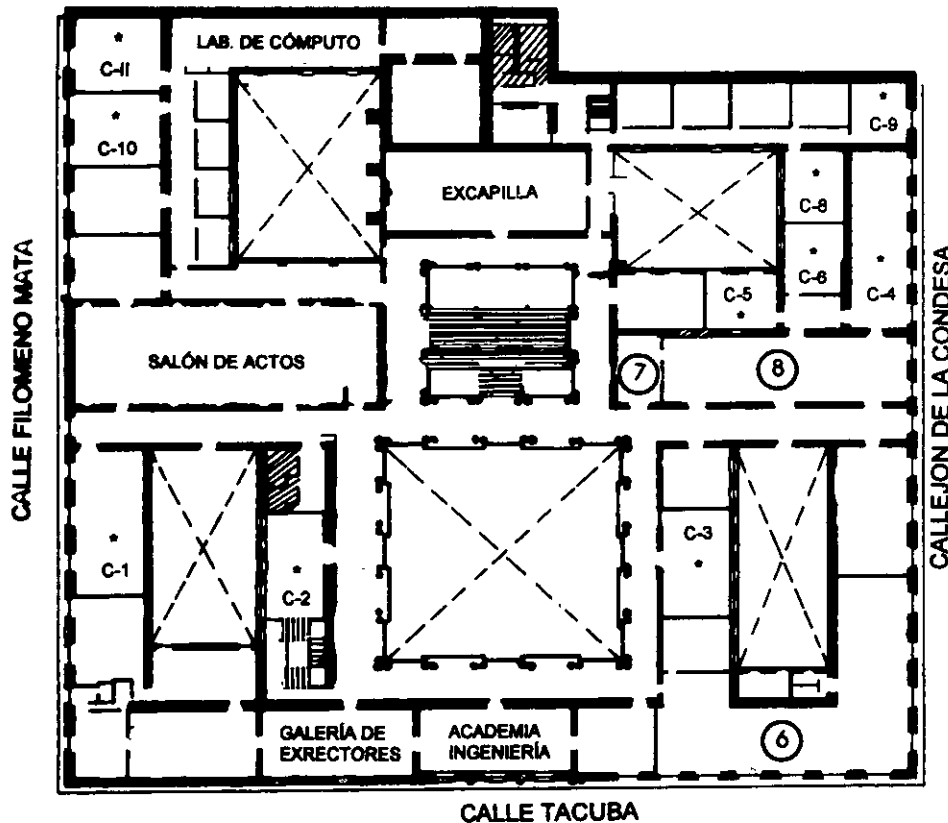 LAB. DE CÓMPUTO
* C-11
* C-10
* C-9
EXCAPILLA
* C-8
* C-6
* C-4
C-5 *
SALÓN DE ACTOS
7
8
CALLE FILOMENO MATA
CALLEJON DE LA CONDESA
* C-1
* C-2
C-3 *
GALERÍA DE
EXRECTORES
ACADEMIA
INGENIERÍA
6
CALLE TACUBA